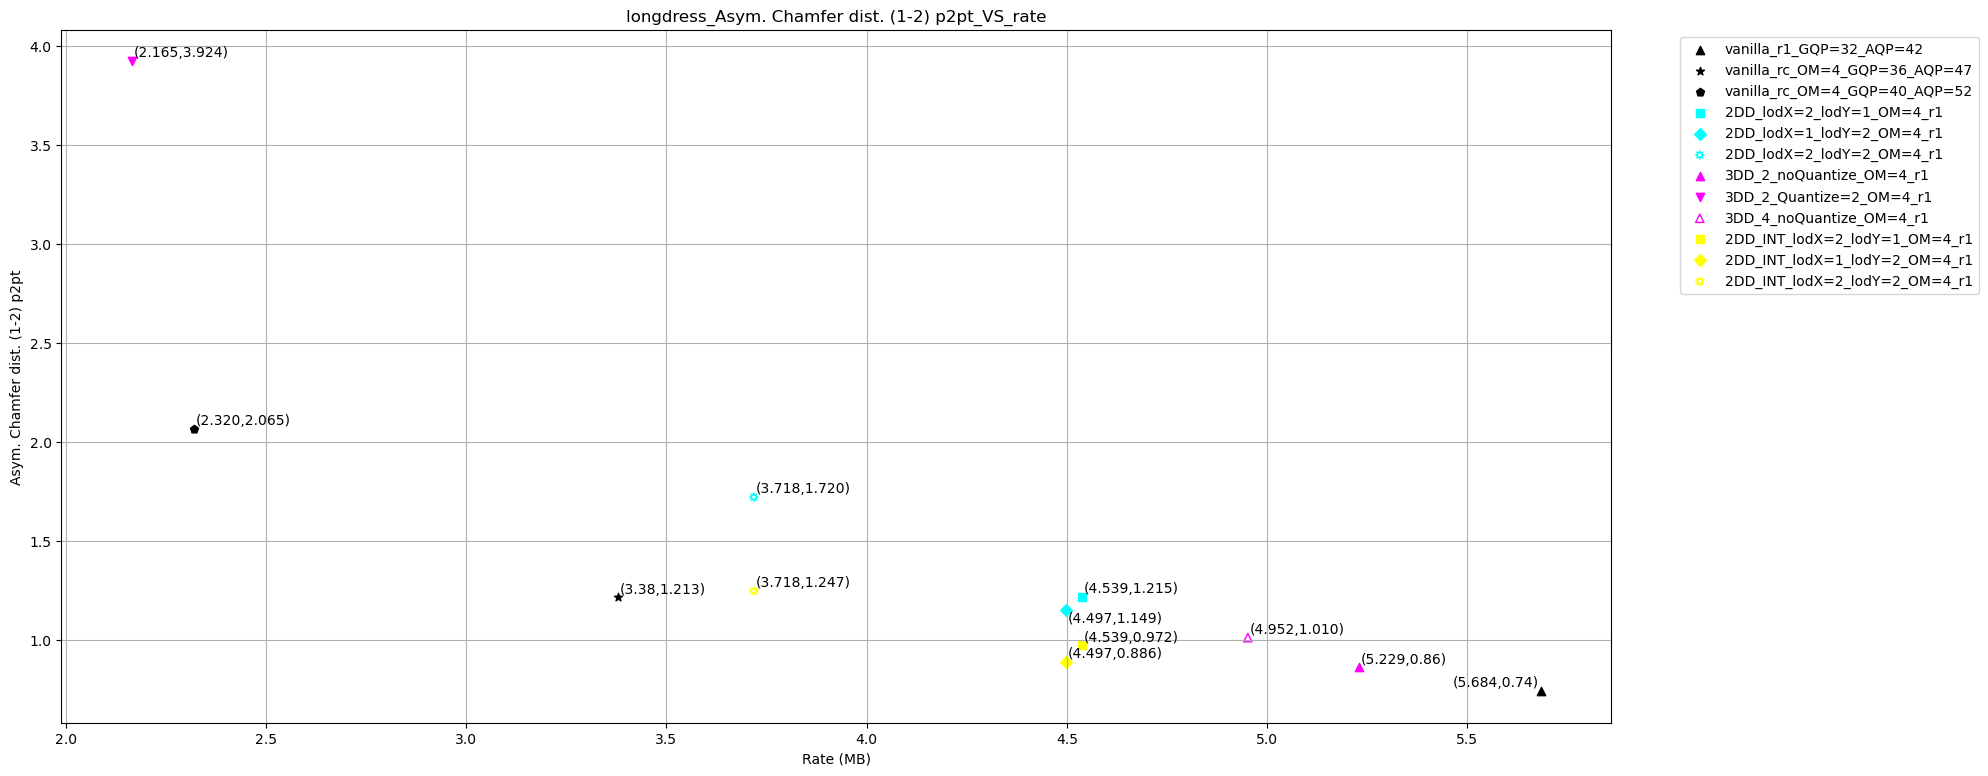 longdress_Asym. Chamfer dist. (1-2) p2pt_VS_rate
4.0
3.5
3.0
2.5
2.0
1.5
1.0
Asym. Chamfer dist. (1-2) p2pt
(2.165,3.924)
(2.320,2.065)
(3.718,1.720)
(3.38,1.213)
(3.718,1.247)
(4.539,1.215)
(4.497,1.149)
(4.539,0.972)
(4.497,0.886)
(4.952,1.010)
(5.229,0.86)
(5.684,0.74)
2.0
2.5
3.0
3.5
4.0
4.5
5.0
5.5
Rate (MB)
vanilla_r1_GQP=32_AQP=42
vanilla_rc_OM=4_GQP=36_AQP=47
vanilla_rc_OM=4_GQP=40_AQP=52
2DD_lodX=2_lodY=1_OM=4_r1
2DD_lodX=1_lodY=2_OM=4_r1
2DD_lodX=2_lodY=2_OM=4_r1
3DD_2_noQuantize_OM=4_r1
3DD_2_Quantize=2_OM=4_r1
3DD_4_noQuantize_OM=4_r1
2DD_INT_lodX=2_lodY=1_OM=4_r1
2DD_INT_lodX=1_lodY=2_OM=4_r1
2DD_INT_lodX=2_lodY=2_OM=4_r1